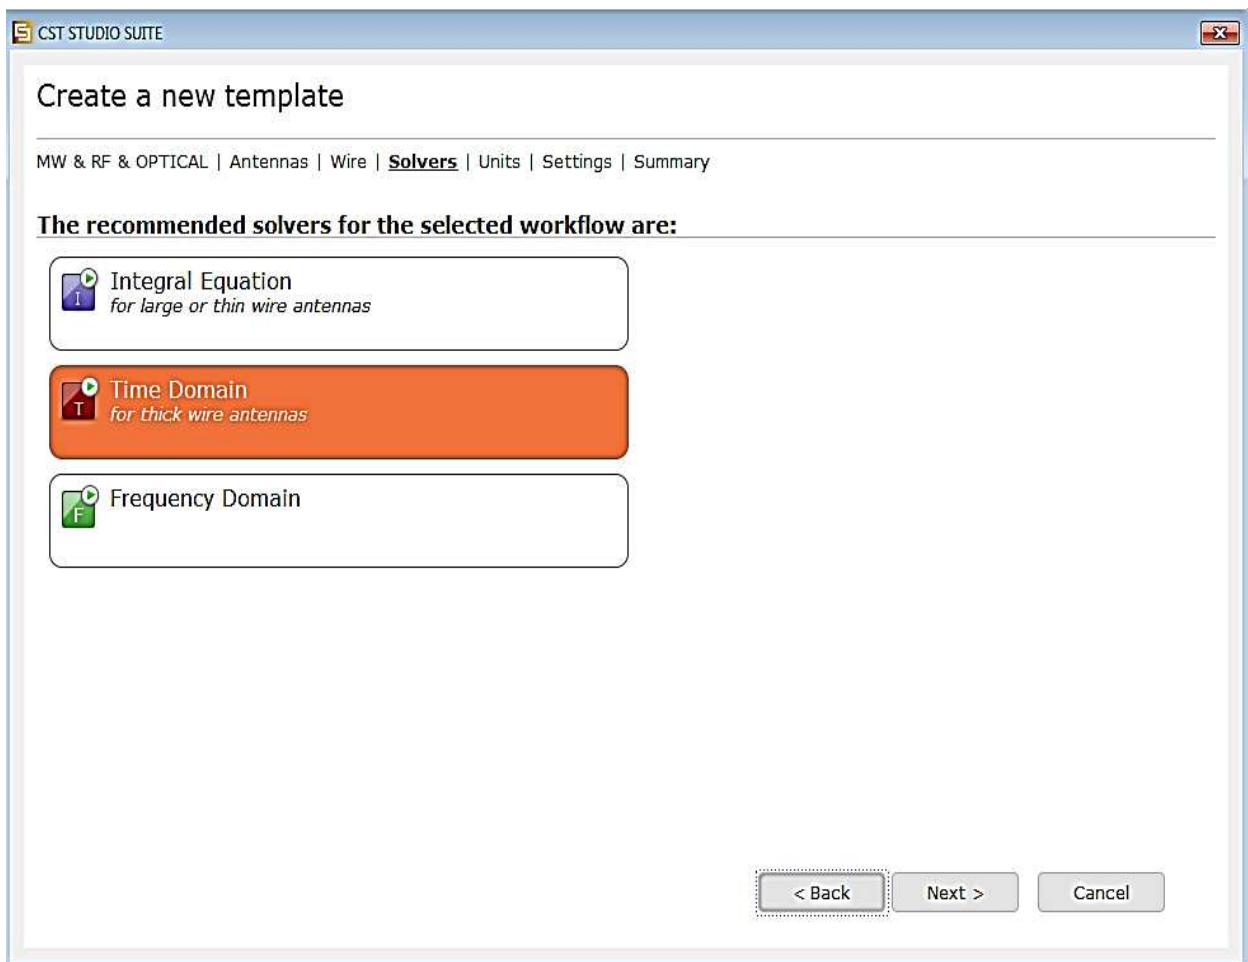 CST STUDIO SUITE
Create a new template
MW & RF & OPTICAL | Antennas | Wire | Solvers | Units | Settings | Summary
The recommended solvers for the selected workflow are:
Integral Equation
for large or thin wire antennas
I
Time Domain
for thick wire antennas
T
Frequency Domain
F
< Back Next > Cancel